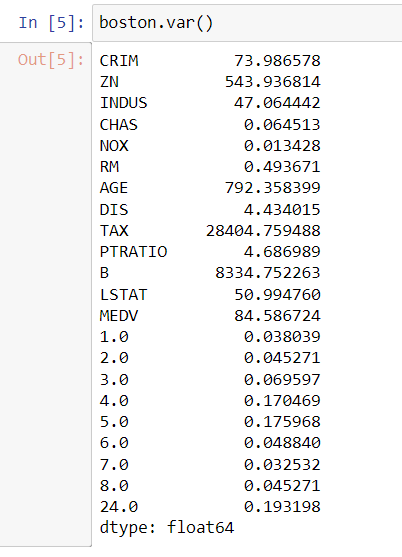 In [5]: boston.var()
Out[5]: CRIM 73.986578
ZN 543.936814
INDUS 47.064442
CHAS 0.064513
NOX 0.013428
RM 0.493671
AGE 792.358399
DIS 4.434015
TAX 28404.759488
PTRATIO 4.686989
B 8334.752263
LSTAT 50.994760
MEDV 84.586724
1.0 0.038039
2.0 0.045271
3.0 0.069597
4.0 0.170469
5.0 0.175968
6.0 0.048840
7.0 0.032532
8.0 0.045271
24.0 0.193198
dtype: float64